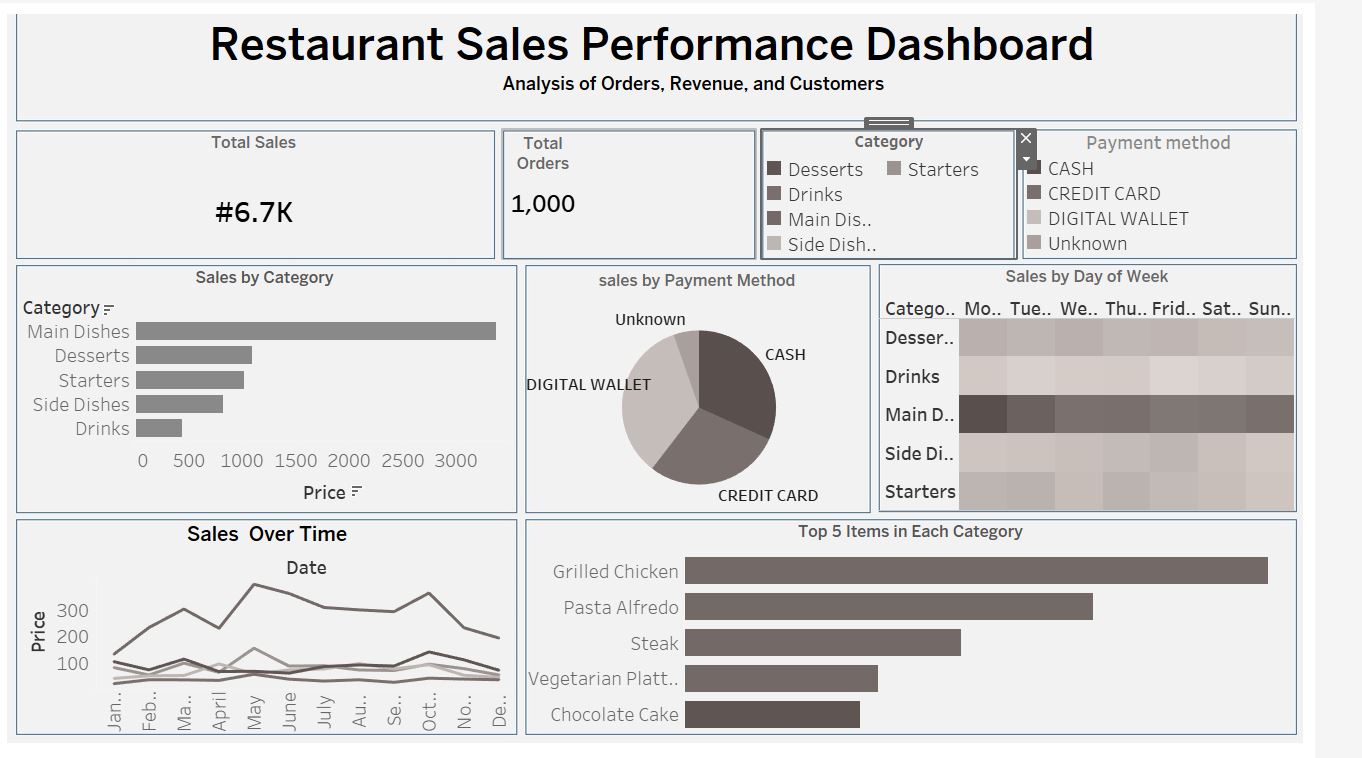 Restaurant Sales Performance Dashboard
Analysis of Orders, Revenue, and Customers
Total Sales
#6.7K
Total
Orders
1,000
Category
Desserts Starters
Drinks
Main Dis..
Side Dish..
Payment method
CASH
CREDIT CARD
DIGITAL WALLET
Unknown
Sales by Category
Category
Main Dishes
Desserts
Starters
Side Dishes
Drinks
0 500 1000 1500 2000 2500 3000
Price
sales by Payment Method
Unknown
CASH
DIGITAL WALLET
CREDIT CARD
Sales by Day of Week
Catego.. Mo.. Tue.. We.. Thu.. Frid.. Sat.. Sun..
Desser..
Drinks
Main D..
Side Di..
Starters
Sales Over Time
Date
Price
300
200
100
Jan.. Feb.. Ma.. April May June July Au.. Se.. Oct.. No.. De..
Top 5 Items in Each Category
Grilled Chicken
Pasta Alfredo
Steak
Vegetarian Platt..
Chocolate Cake